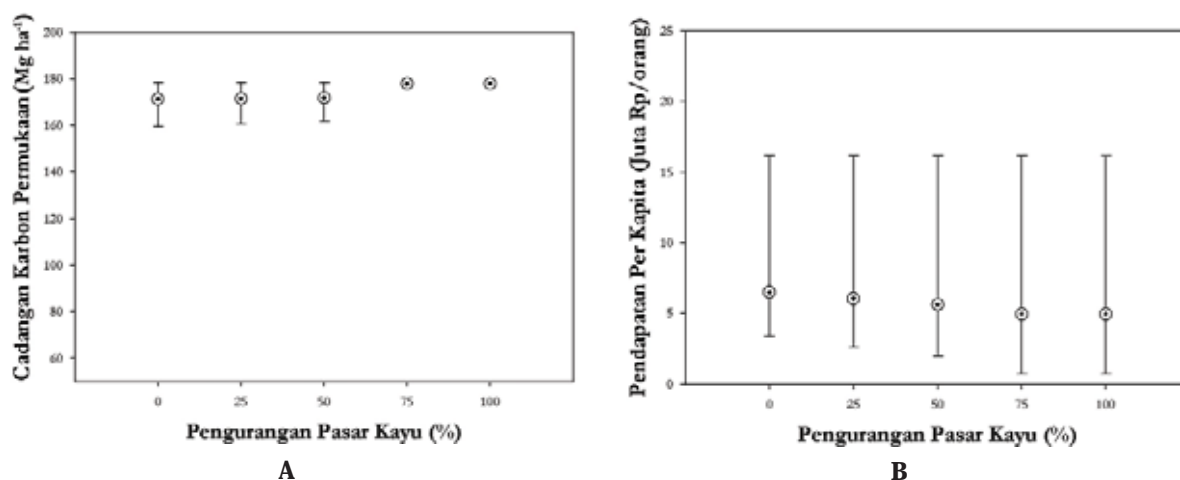 Cadangan Karbon Permukaan (Mg ha⁻¹)
200
180
160
140
120
100
80
60
0 25 50 75 100
Pengurangan Pasar Kayu (%)
A
Pendapatan Per Kapita (Juta Rp/orang)
25
20
15
10
5
0
0 25 50 75 100
Pengurangan Pasar Kayu (%)
B